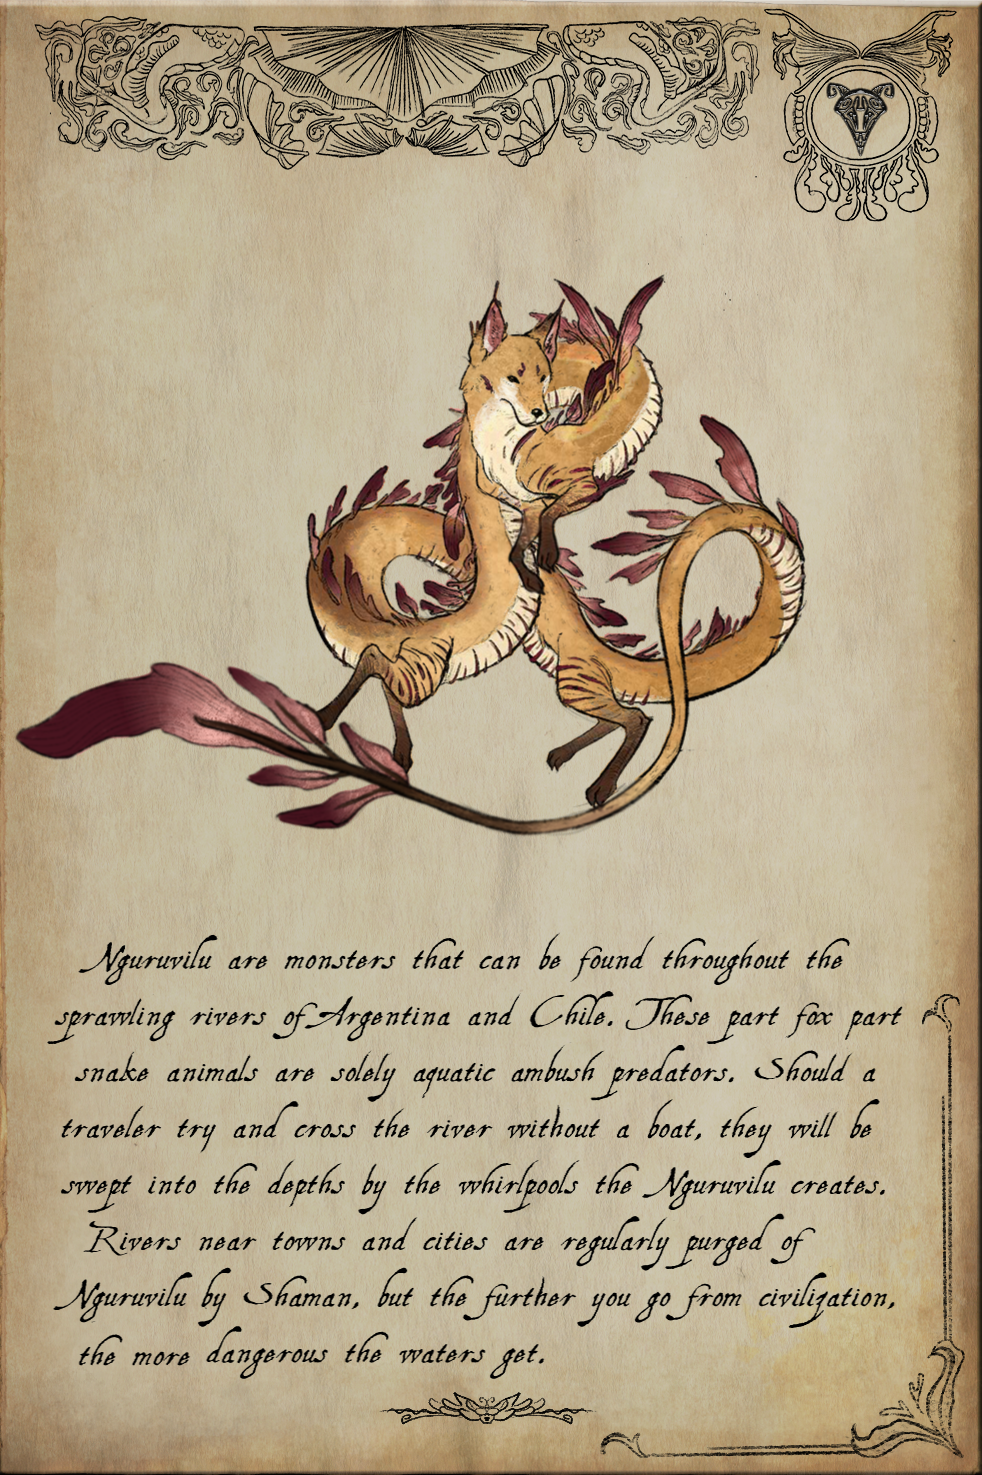 Nguruvilu are monsters that can be found throughout the
sprawling rivers of Argentina and Chile. These part fox part
snake animals are solely aquatic ambush predators. Should a
traveler try and cross the river without a boat, they will be
swept into the depths by the whirlpools the Nguruvilu creates.
Rivers near towns and cities are regularly purged of
Nguruvilu by Shaman, but the further you go from civilization,
the more dangerous the waters get.